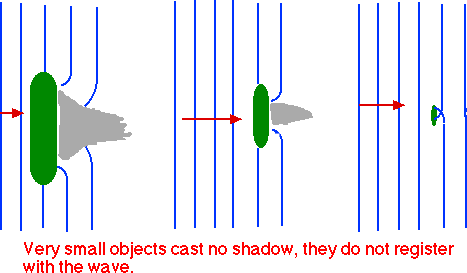 Very small objects cast no shadow, they do not register
with the wave.